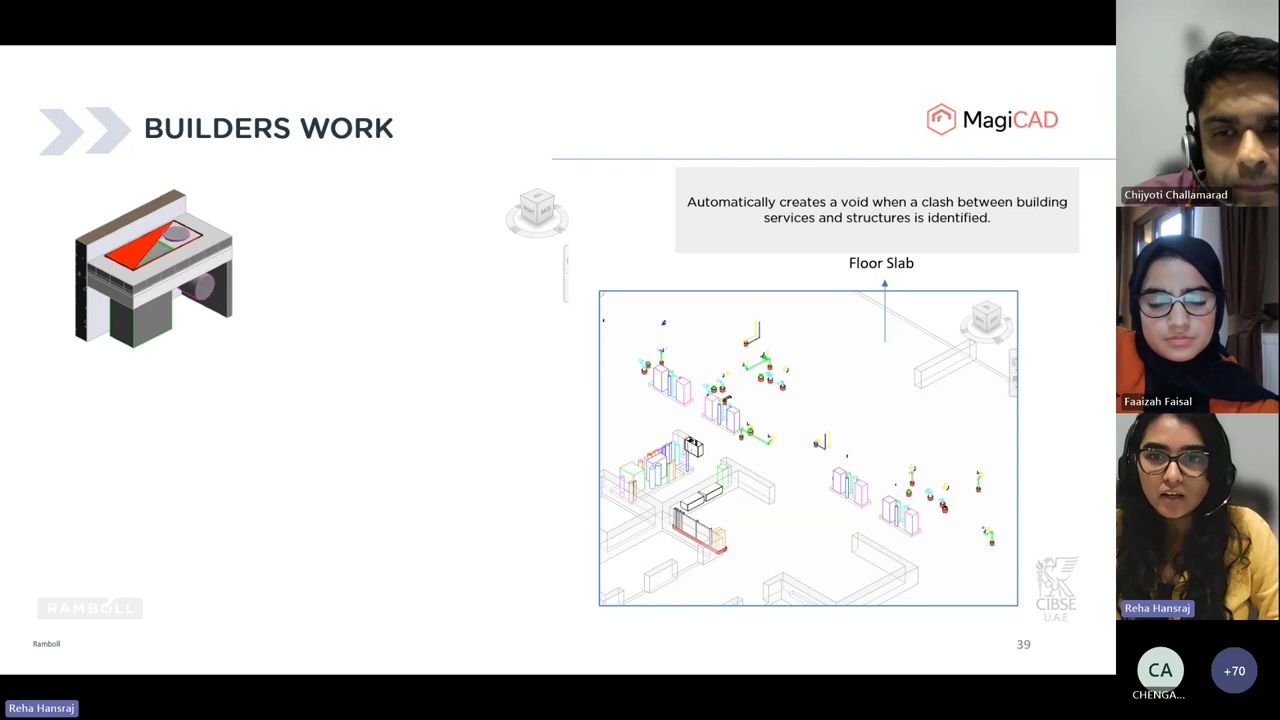 BUILDERS WORK
MagiCAD
Automatically creates a void when a clash between building
services and structures is identified.
Floor Slab
RAMBOLL
Ramboll
CIBSE
U.A.E
39
Chijyoti Challamarad
Faaizah Faisal
Reha Hansraj
CA
CHENGA...
+70
Reha Hansraj